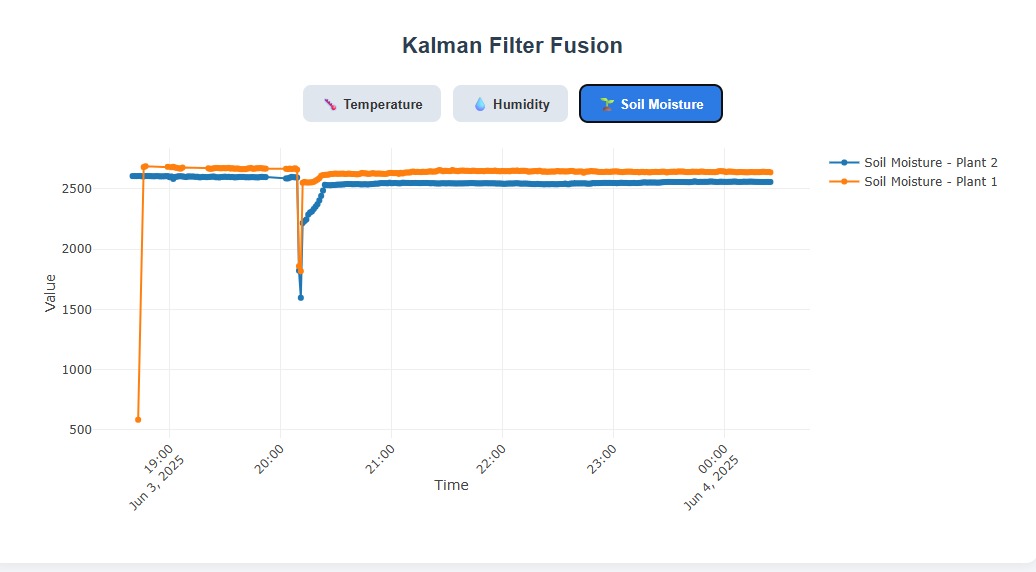 Kalman Filter Fusion
Temperature
Humidity
Soil Moisture
Soil Moisture - Plant 2
Soil Moisture - Plant 1
Value
2500
2000
1500
1000
500
19:00
Jun 3, 2025
20:00
21:00
22:00
23:00
00:00
Jun 4, 2025
Time